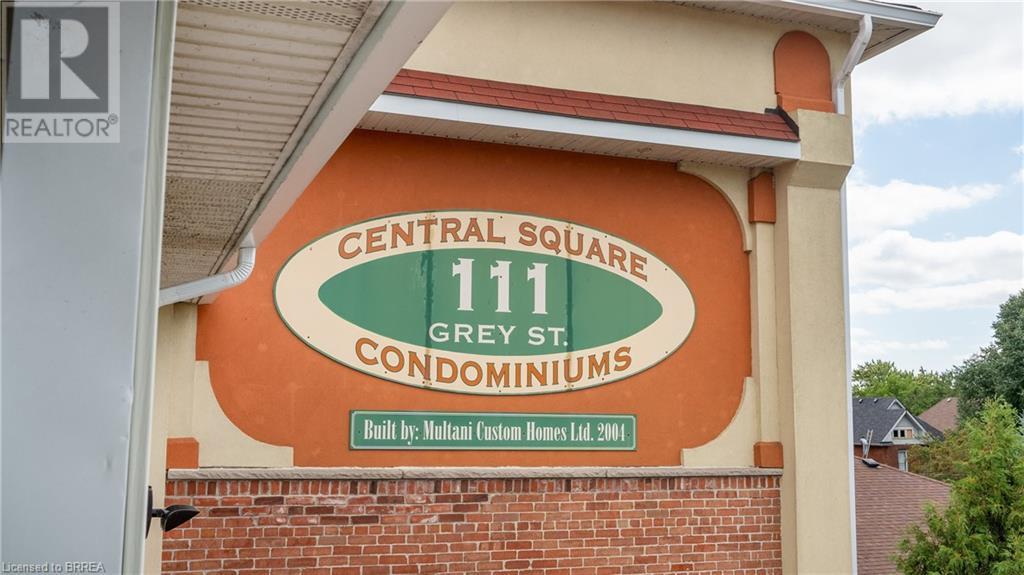 R
REALTOR®
CENTRAL SQUARE
111
GREY ST.
CONDOMINIUMS
Built by: Multani Custom Homes Ltd. 2004
Licensed to BRREA